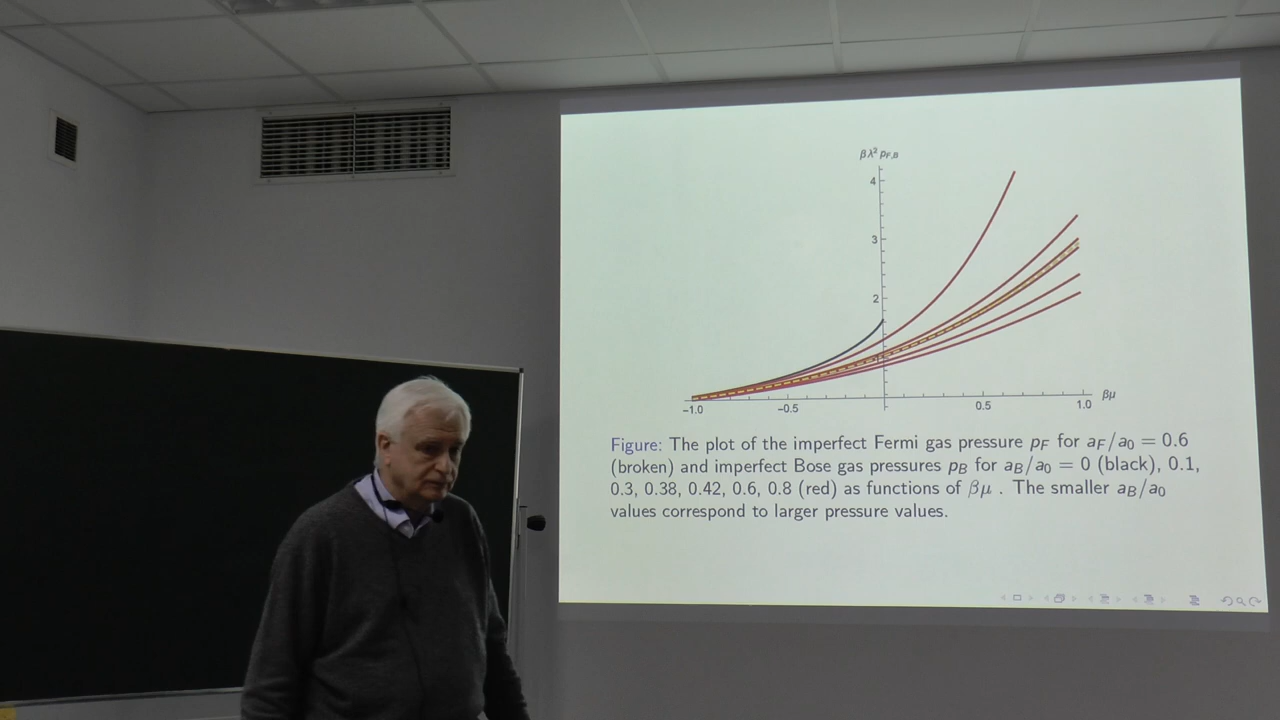 βλ² p_F,B
4
3
2
-1.0 -0.5 0.5 1.0 βμ
Figure: The plot of the imperfect Fermi gas pressure p_F for a_F/a_0 = 0.6
(broken) and imperfect Bose gas pressures p_B for a_B/a_0 = 0 (black), 0.1,
0.3, 0.38, 0.42, 0.6, 0.8 (red) as functions of βμ . The smaller a_B/a_0
values correspond to larger pressure values.